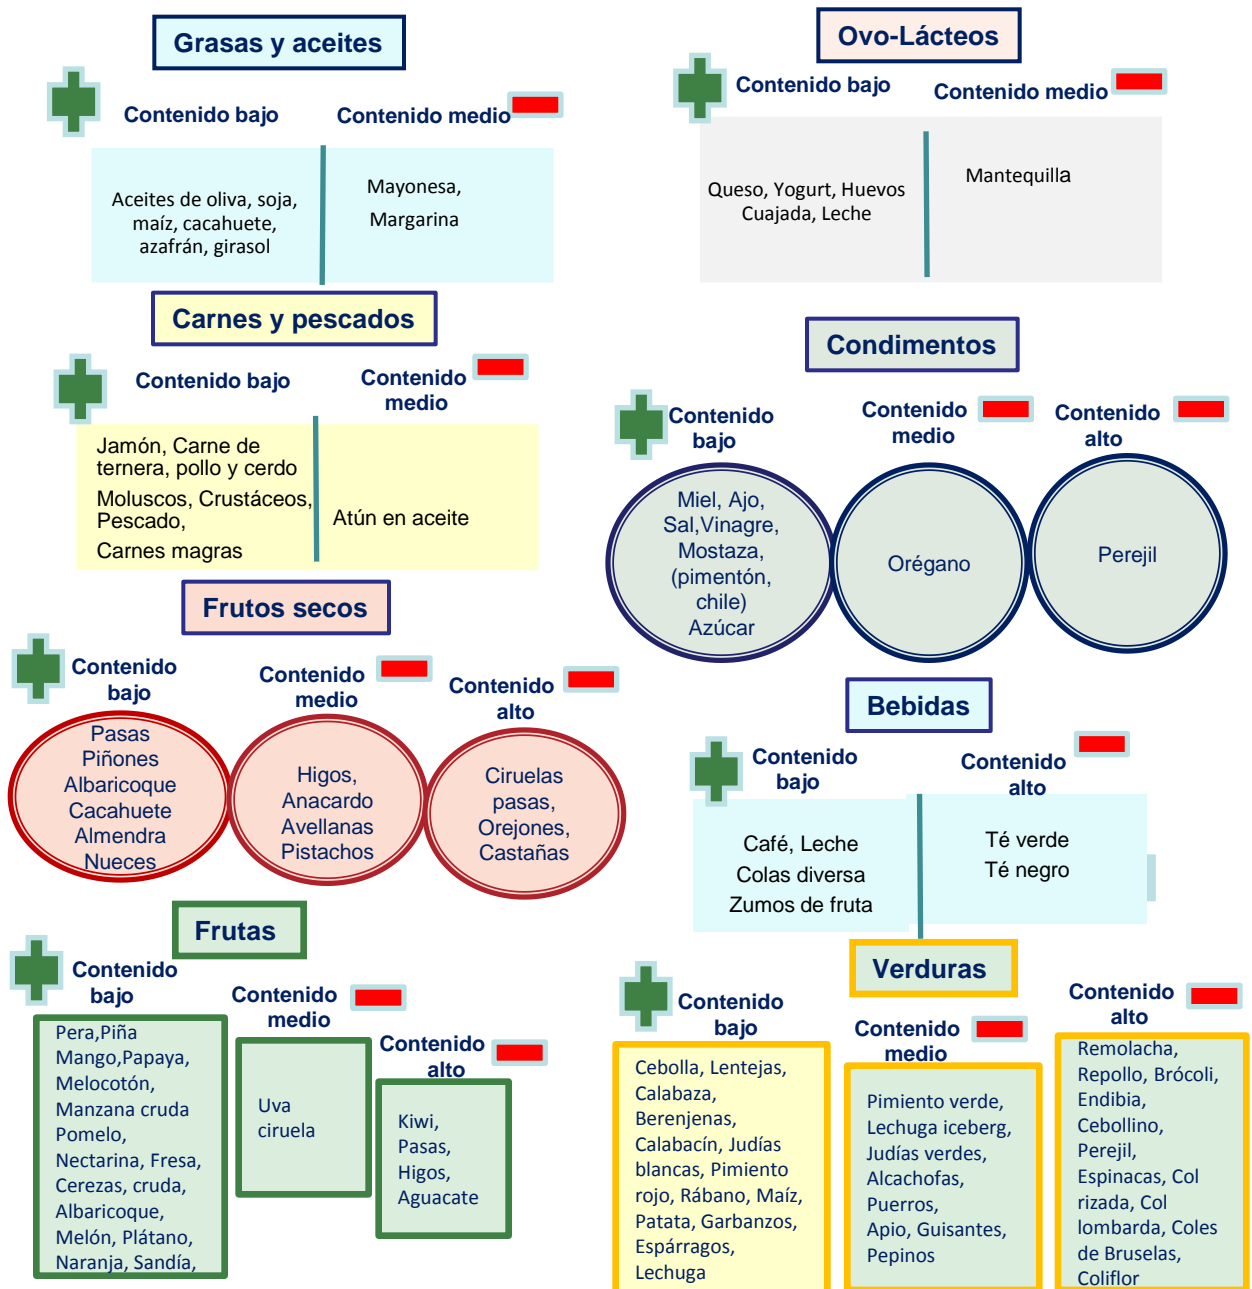 Grasas y aceites
Contenido bajo
Contenido medio
Aceites de oliva, soja,
maíz, cacahuete,
azafrán, girasol
Mayonesa,
Margarina
Carnes y pescados
Contenido bajo
Contenido
medio
Jamón, Carne de
ternera, pollo y cerdo
Moluscos, Crustáceos,
Pescado,
Carnes magras
Atún en aceite
Frutos secos
Contenido
bajo
Contenido
medio
Contenido
alto
Pasas
Piñones
Albaricoque
Cacahuete
Almendra
Nueces
Higos,
Anacardo
Avellanas
Pistachos
Ciruelas
pasas,
Orejones,
Castañas
Frutas
Contenido
bajo
Contenido
medio
Contenido
alto
Pera,Piña
Mango,Papaya,
Melocotón,
Manzana cruda
Pomelo,
Nectarina, Fresa,
Cerezas, cruda,
Albaricoque,
Melón, Plátano,
Naranja, Sandía,
Uva
ciruela
Kiwi,
Pasas,
Higos,
Aguacate
Ovo-Lácteos
Contenido bajo
Contenido medio
Queso, Yogurt, Huevos
Cuajada, Leche
Mantequilla
Condimentos
Contenido
bajo
Contenido
medio
Contenido
alto
Miel, Ajo,
Sal,Vinagre,
Mostaza,
(pimentón,
chile)
Azúcar
Orégano
Perejil
Bebidas
Contenido
bajo
Contenido
alto
Café, Leche
Colas diversa
Zumos de fruta
Té verde
Té negro
Verduras
Contenido
bajo
Contenido
medio
Contenido
alto
Cebolla, Lentejas,
Calabaza,
Berenjenas,
Calabacín, Judías
blancas, Pimiento
rojo, Rábano, Maíz,
Patata, Garbanzos,
Espárragos,
Lechuga
Pimiento verde,
Lechuga iceberg,
Judías verdes,
Alcachofas,
Puerros,
Apio, Guisantes,
Pepinos
Remolacha,
Repollo, Brócoli,
Endibia,
Cebollino,
Perejil,
Espinacas, Col
rizada, Col
lombarda, Coles
de Bruselas,
Coliflor